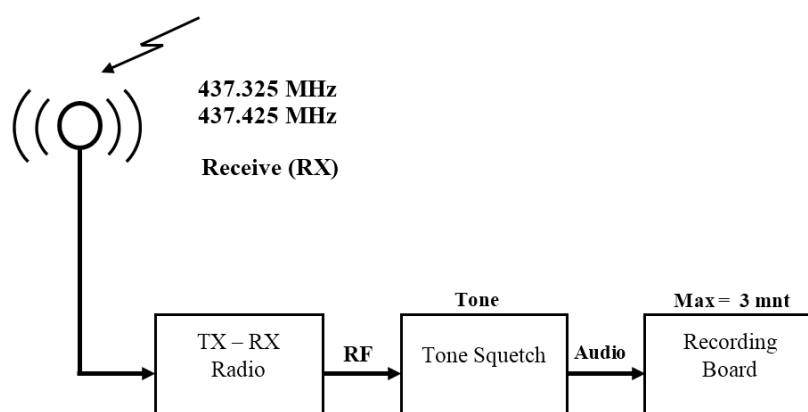 437.325 MHz
437.425 MHz
Receive (RX)
TX – RX
Radio
RF
Tone
Tone Squetch
Audio
Max = 3 mnt
Recording
Board